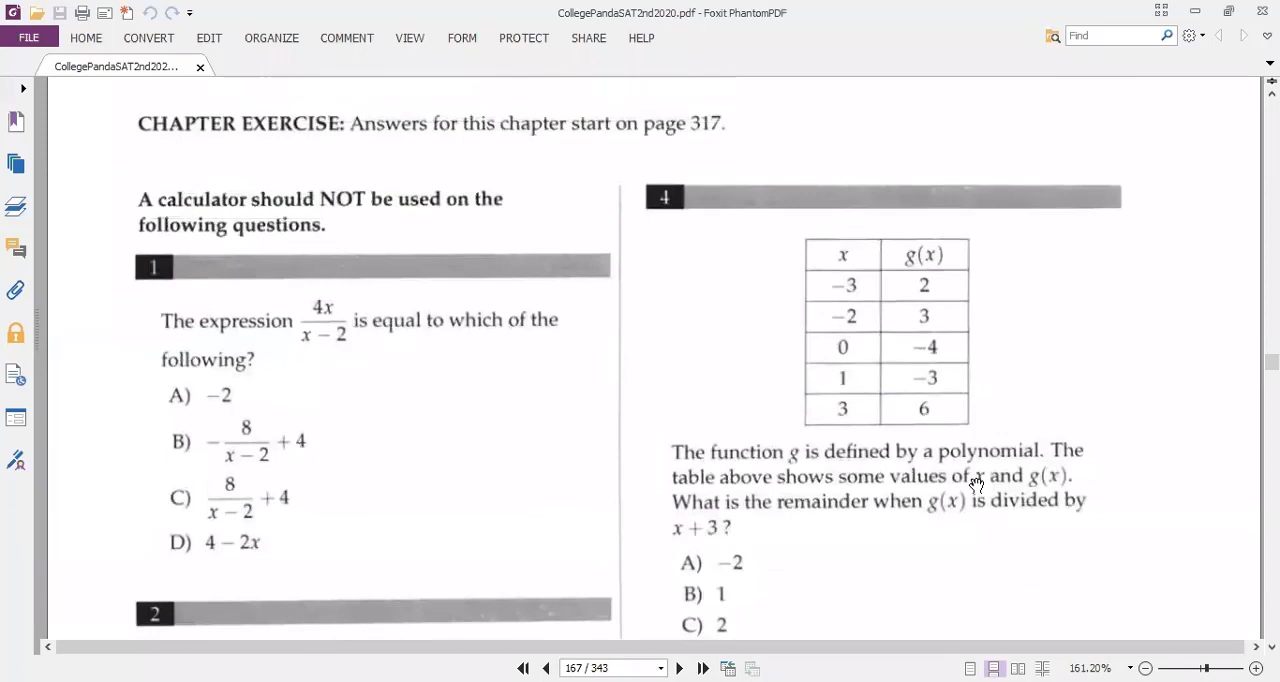 CollegePandaSAT2nd2020.pdf - Foxit PhantomPDF
FILE HOME CONVERT EDIT ORGANIZE COMMENT VIEW FORM PROTECT SHARE HELP
Find
CollegePandaSAT2nd202...
CHAPTER EXERCISE: Answers for this chapter start on page 317.
A calculator should NOT be used on the
following questions.
1
The expression 4x/(x − 2) is equal to which of the
following?
A) −2
B) −8/(x − 2) + 4
C) 8/(x − 2) + 4
D) 4 − 2x
2
4
x g(x)
−3 2
−2 3
0 −4
1 −3
3 6
The function g is defined by a polynomial. The
table above shows some values of x and g(x).
What is the remainder when g(x) is divided by
x + 3 ?
A) −2
B) 1
C) 2
167 / 343
161.20%